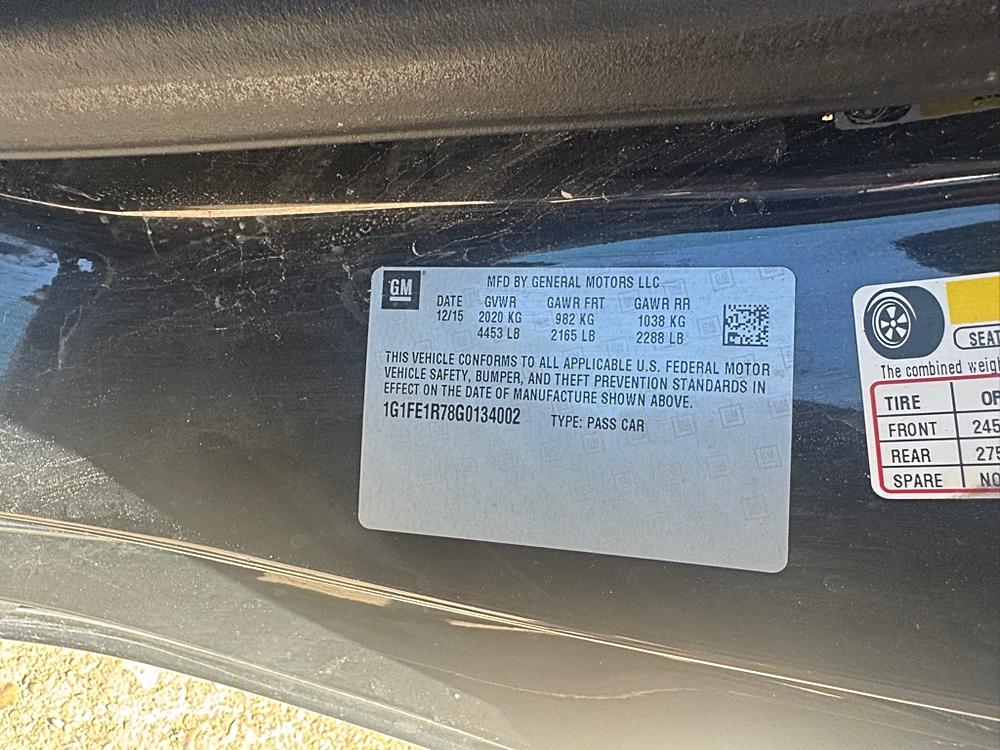 GM
MFD BY GENERAL MOTORS LLC
DATE GVWR GAWR FRT GAWR RR
12/15 2020 KG 982 KG 1038 KG
4453 LB 2165 LB 2288 LB
THIS VEHICLE CONFORMS TO ALL APPLICABLE U.S. FEDERAL MOTOR
VEHICLE SAFETY, BUMPER, AND THEFT PREVENTION STANDARDS IN
EFFECT ON THE DATE OF MANUFACTURE SHOWN ABOVE.
1G1FE1R78G0134002 TYPE: PASS CAR
SEAT
The combined weigh
TIRE OR
FRONT 245
REAR 275
SPARE NO